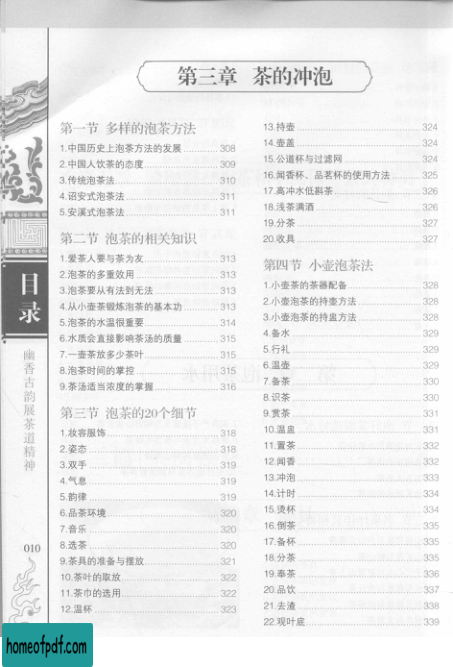 第三章 茶的冲泡
第一节 多样的泡茶方法
1.中国历史上泡茶方法的发展 308
2.中国人饮茶的态度 309
3.传统泡茶法 310
4.诏安式泡茶法 311
5.安溪式泡茶法 311
第二节 泡茶的相关知识
1.爱茶人要与茶为友 313
2.泡茶的多重效用 313
3.泡茶要从有法到无法 313
4.从小壶茶锻炼泡茶的基本功 313
5.泡茶的水温很重要 314
6.水质会直接影响茶汤的质量 315
7.一壶茶放多少茶叶 315
8.泡茶时间的掌控 315
9.茶汤适当浓度的掌握 316
第三节 泡茶的20个细节
1.妆容服饰 318
2.姿态 318
3.双手 319
4.气息 319
5.韵律 319
6.品茶环境 320
7.音乐 320
8.选茶 320
9.茶具的准备与摆放 321
10.茶叶的取放 322
11.茶巾的选用 322
12.温杯 323
13.持壶 324
14.壶盖 324
15.公道杯与过滤网 324
16.闻香杯、品茗杯的使用方法 325
17.高冲水低斟茶 326
18.浅茶满酒 326
19.分茶 327
20.收具 327
第四节 小壶泡茶法
1.小壶茶的茶器配备 328
2.小壶泡茶的持壶方法 328
3.小壶泡茶的持盅方法 328
4.备水 329
5.行礼 329
6.温壶 329
7.备茶 330
8.识茶 330
9.赏茶 331
10.温盅 331
11.置茶 332
12.闻香 332
13.冲泡 333
14.计时 334
15.烫杯 334
16.倒茶 335
17.备杯 335
18.分茶 335
19.奉茶 336
20.品饮 337
21.去渣 338
22.观叶底 339
目录
幽香古韵展茶道精神
010
homeofpdf.com